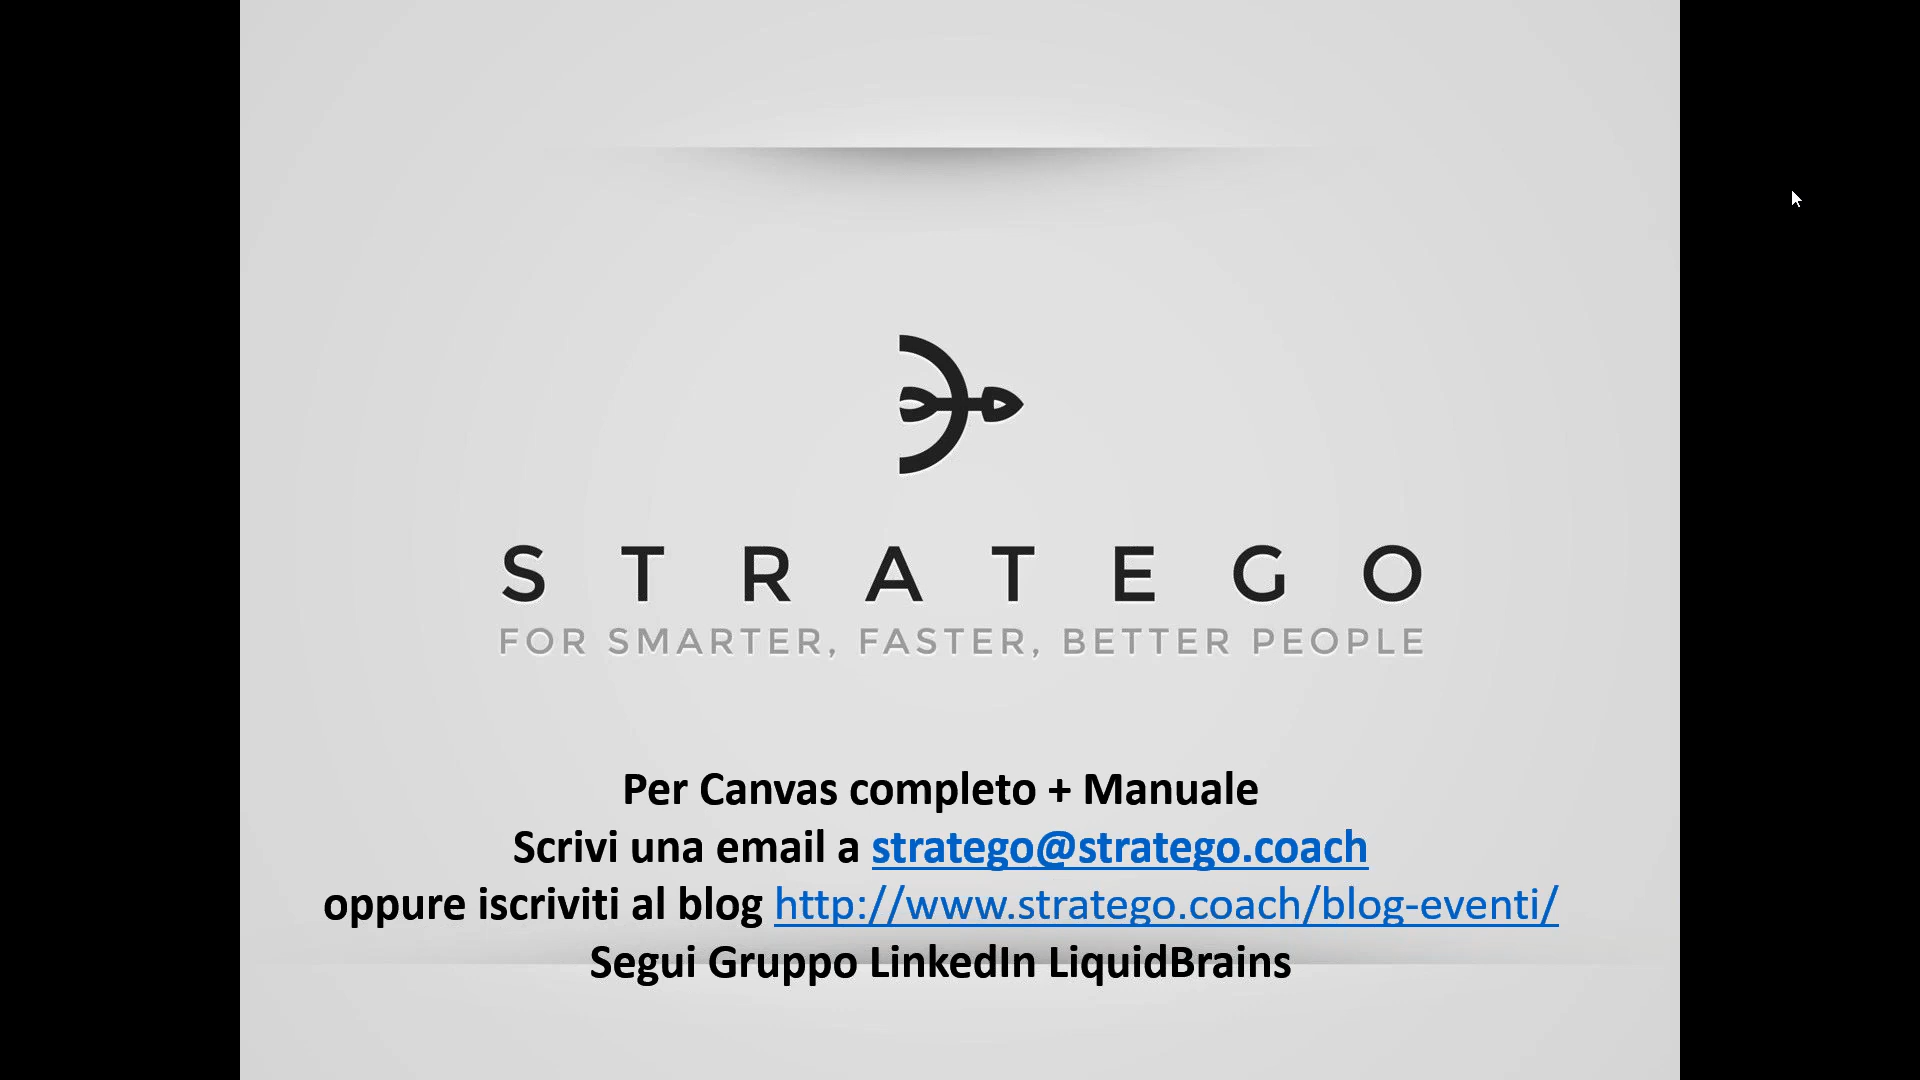 STRATEGO
FOR SMARTER, FASTER, BETTER PEOPLE
Per Canvas completo + Manuale
Scrivi una email a stratego@stratego.coach
oppure iscriviti al blog http://www.stratego.coach/blog-eventi/
Segui Gruppo LinkedIn LiquidBrains